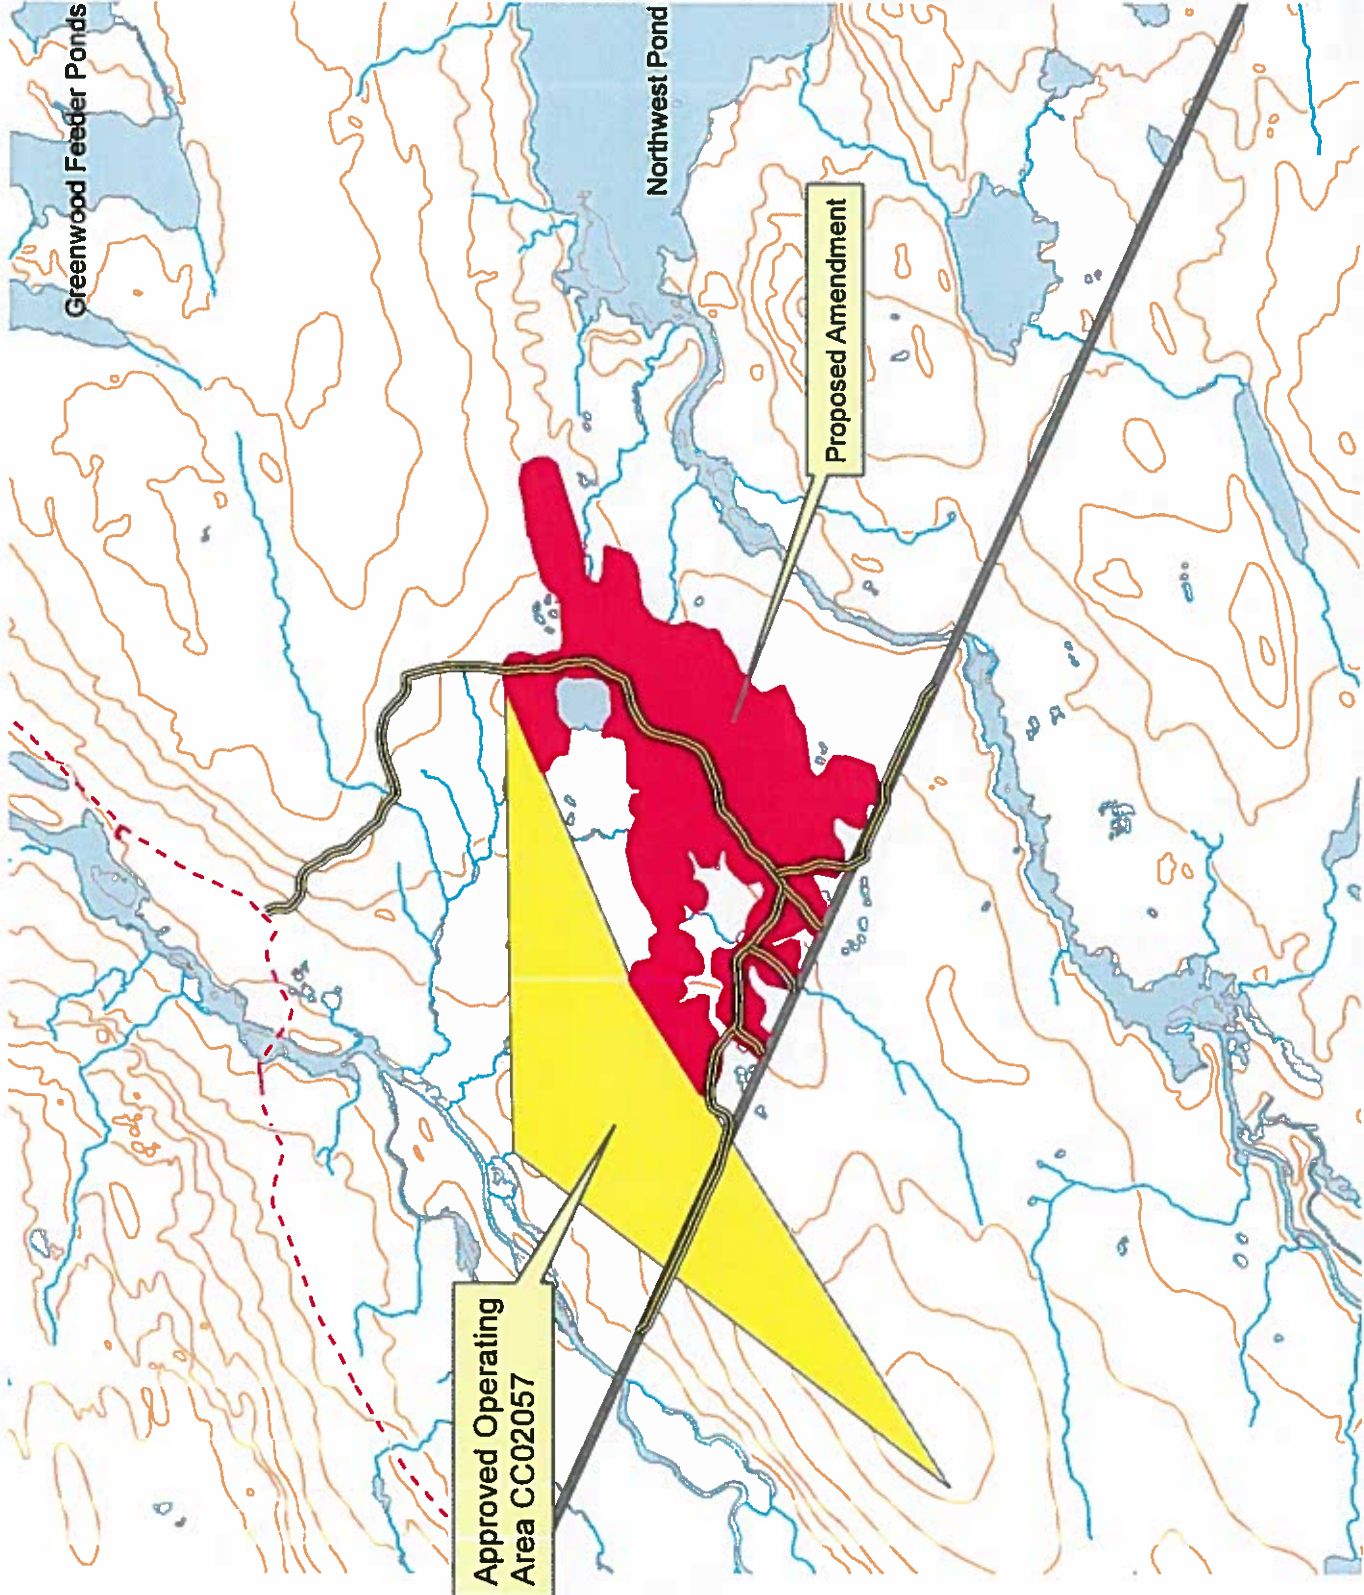 Greenwood Feeder Ponds
Northwest Pond
Proposed Amendment
Approved Operating
Area CC02057